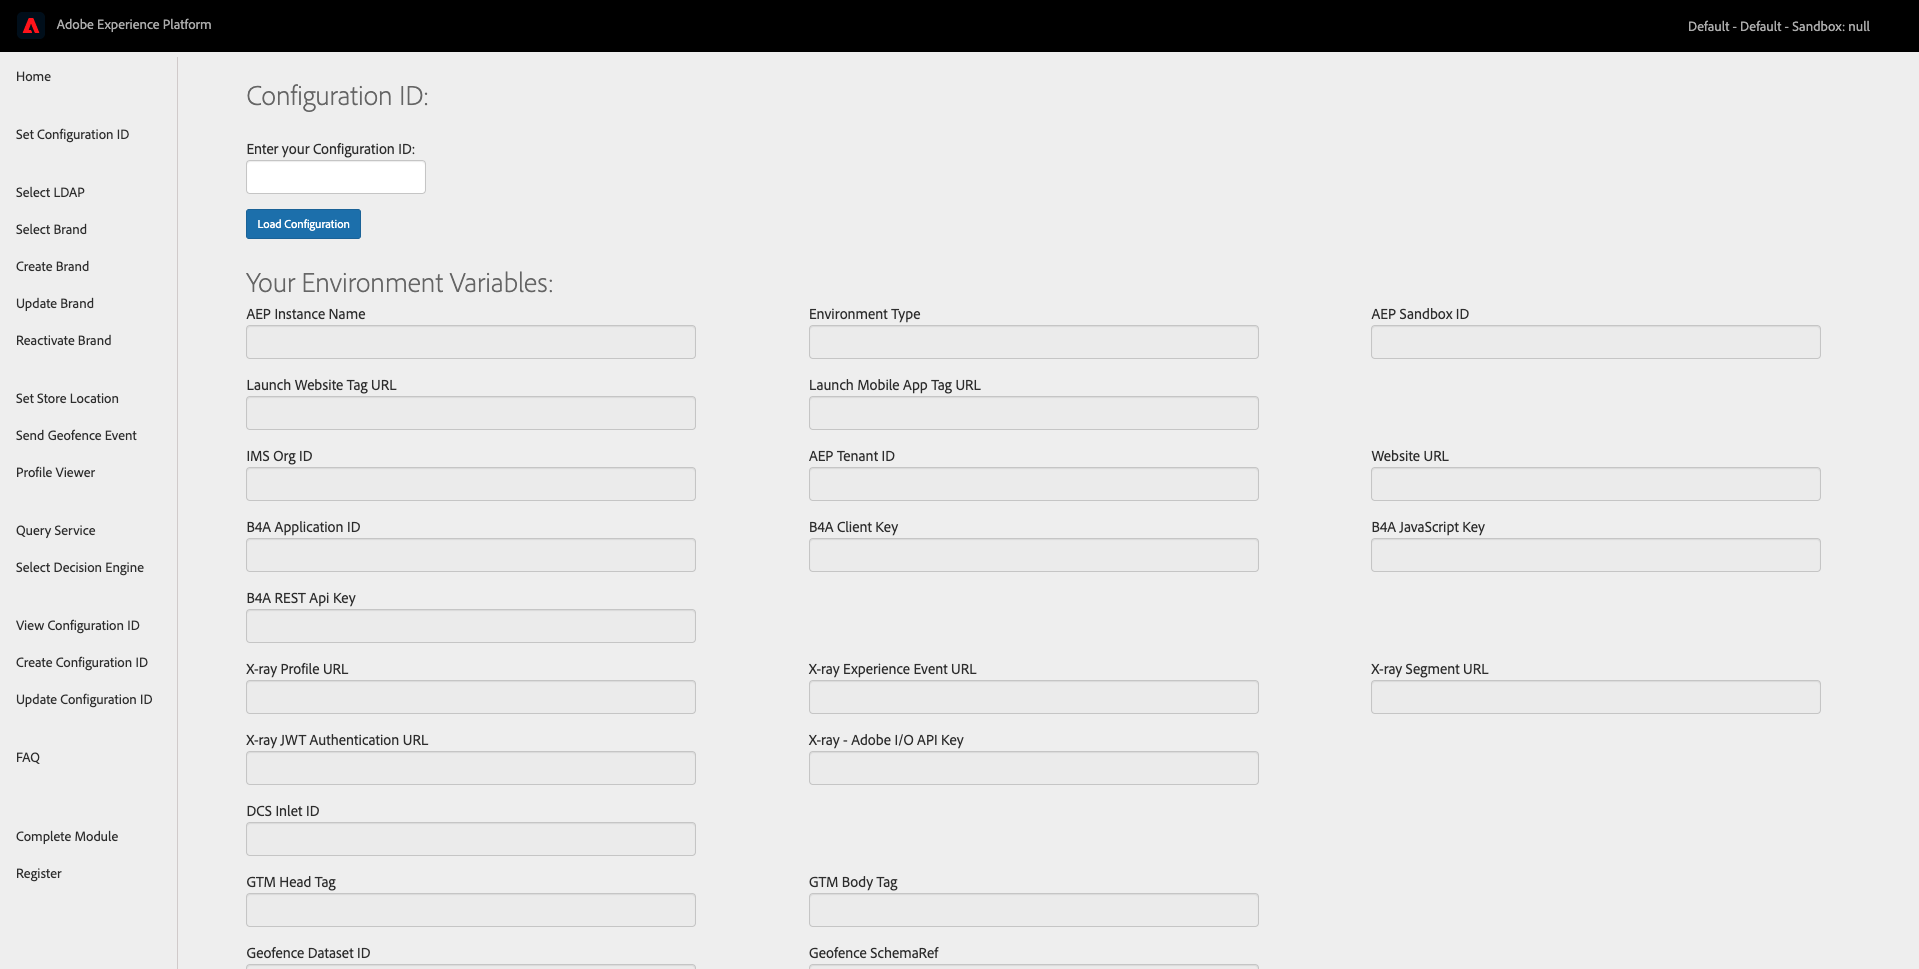 Adobe Experience Platform
Default - Default - Sandbox: null
Home
Set Configuration ID
Select LDAP
Select Brand
Create Brand
Update Brand
Reactivate Brand
Set Store Location
Send Geofence Event
Profile Viewer
Query Service
Select Decision Engine
View Configuration ID
Create Configuration ID
Update Configuration ID
FAQ
Complete Module
Register
Configuration ID:
Enter your Configuration ID:
Load Configuration
Your Environment Variables:
AEP Instance Name
Environment Type
AEP Sandbox ID
Launch Website Tag URL
Launch Mobile App Tag URL
IMS Org ID
AEP Tenant ID
Website URL
B4A Application ID
B4A Client Key
B4A JavaScript Key
B4A REST Api Key
X-ray Profile URL
X-ray Experience Event URL
X-ray Segment URL
X-ray JWT Authentication URL
X-ray - Adobe I/O API Key
DCS Inlet ID
GTM Head Tag
GTM Body Tag
Geofence Dataset ID
Geofence SchemaRef